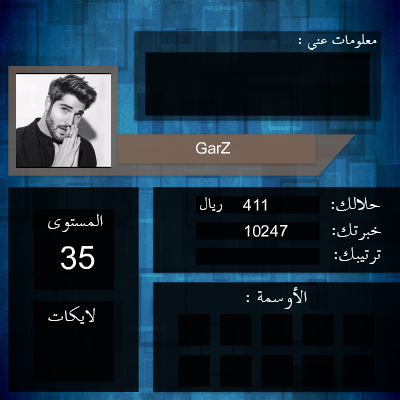 معلومات عني :
GarZ
المستوى
35
لايكات
حلالك: 411 ريال
خبرتك: 10247
ترتيبك:
الأوسمة :